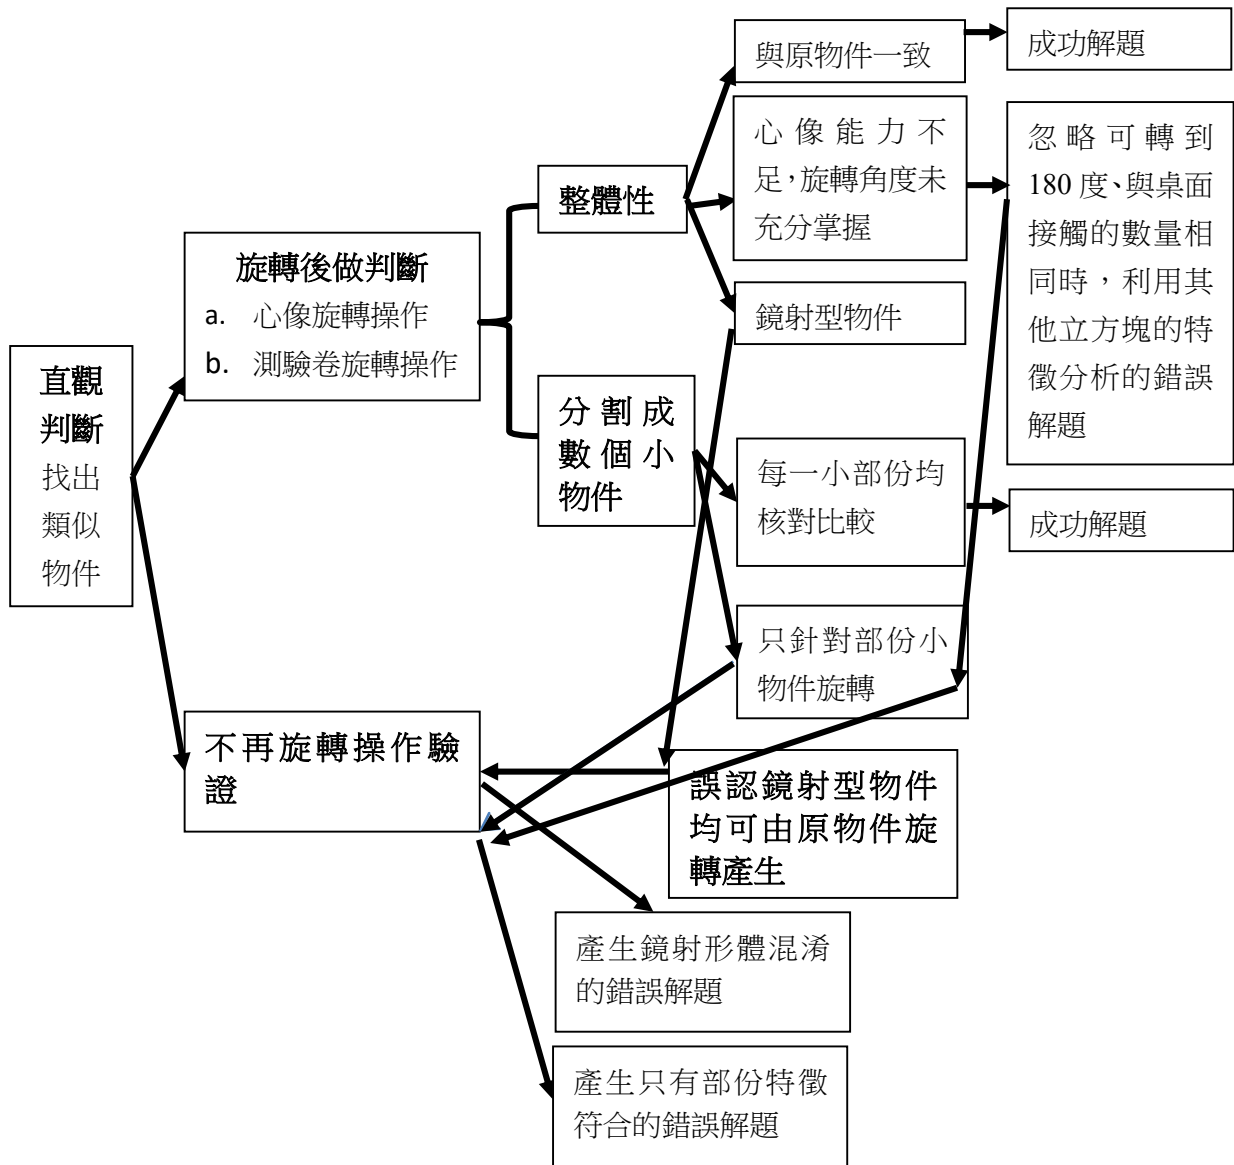 直觀
判斷
找出
類似
物件
旋轉後做判斷
a. 心像旋轉操作
b. 測驗卷旋轉操作
不再旋轉操作驗
證
整體性
分割成
數個小
物件
與原物件一致
成功解題
心像能力不
足,旋轉角度未
充分掌握
忽略可轉到
180 度、與桌面
接觸的數量相
同時,利用其
他立方塊的特
徵分析的錯誤
解題
鏡射型物件
每一小部份均
核對比較
成功解題
只針對部份小
物件旋轉
誤認鏡射型物件
均可由原物件旋
轉產生
產生鏡射形體混淆
的錯誤解題
產生只有部份特徵
符合的錯誤解題